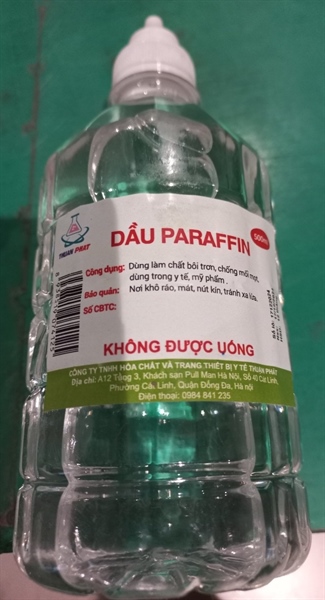 THUẬN PHÁT
DẦU PARAFFIN
500ml
Công dụng: Dùng làm chất bôi trơn, chống mối mọt,
dùng trong y tế, mỹ phẩm .
Bảo quản: Nơi khô ráo, mát, nút kín, tránh xa lửa.
Số CBTC:
KHÔNG ĐƯỢC UỐNG
CÔNG TY TNHH HÓA CHẤT VÀ TRANG THIẾT BỊ Y TẾ THUẬN PHÁT
Địa chỉ: A12 Tầng 3, Khách sạn Pull Man Hà Nội, Số 40 Cát Linh,
Phường Cát Linh, Quận Đống Đa, Hà nội
Điện thoại: 0984 841 235